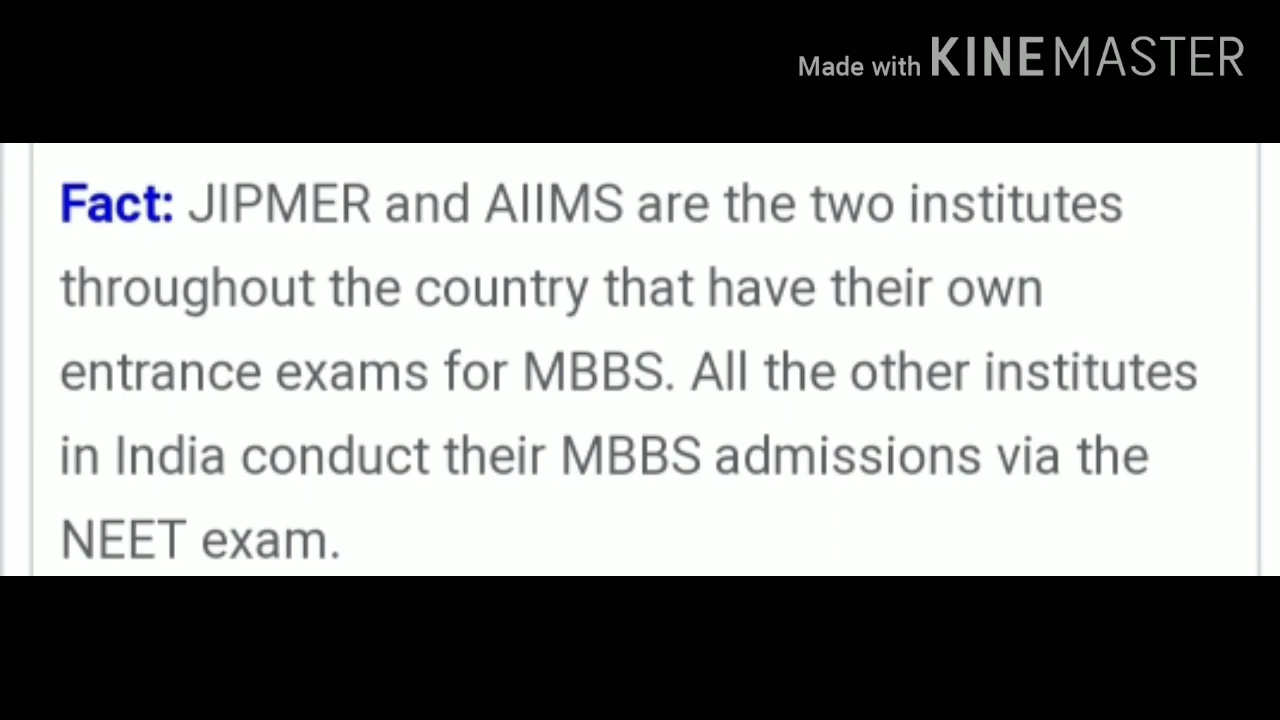 Made with KINEMASTER
Fact: JIPMER and AIIMS are the two institutes
throughout the country that have their own
entrance exams for MBBS. All the other institutes
in India conduct their MBBS admissions via the
NEET exam.